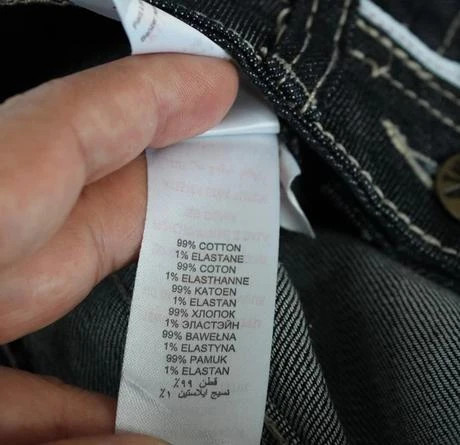 99% COTTON
1% ELASTANE
99% COTON
1% ELASTHANNE
99% KATOEN
1% ELASTAN
99% ХЛОПОК
1% ЭЛАСТЭЙН
99% BAWEŁNA
1% ELASTYNA
99% PAMUK
1% ELASTAN
قطن ٩٩٪
نسيج ايلاستين ١٪